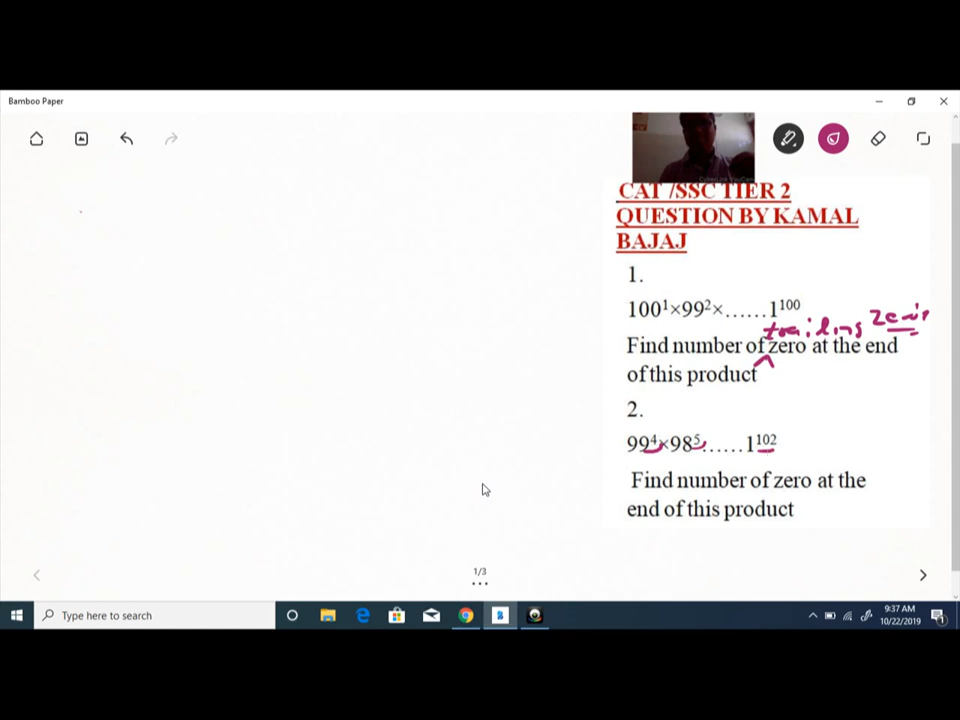 Bamboo Paper
CAT /SSC TIER 2
QUESTION BY KAMAL
BAJAJ
1.
100¹×99²×……1¹⁰⁰
trailing zeros
Find number of zero at the end
of this product
2.
99⁴×98⁵……1¹⁰²
Find number of zero at the
end of this product
1/3
Type here to search
9:37 AM
10/22/2019